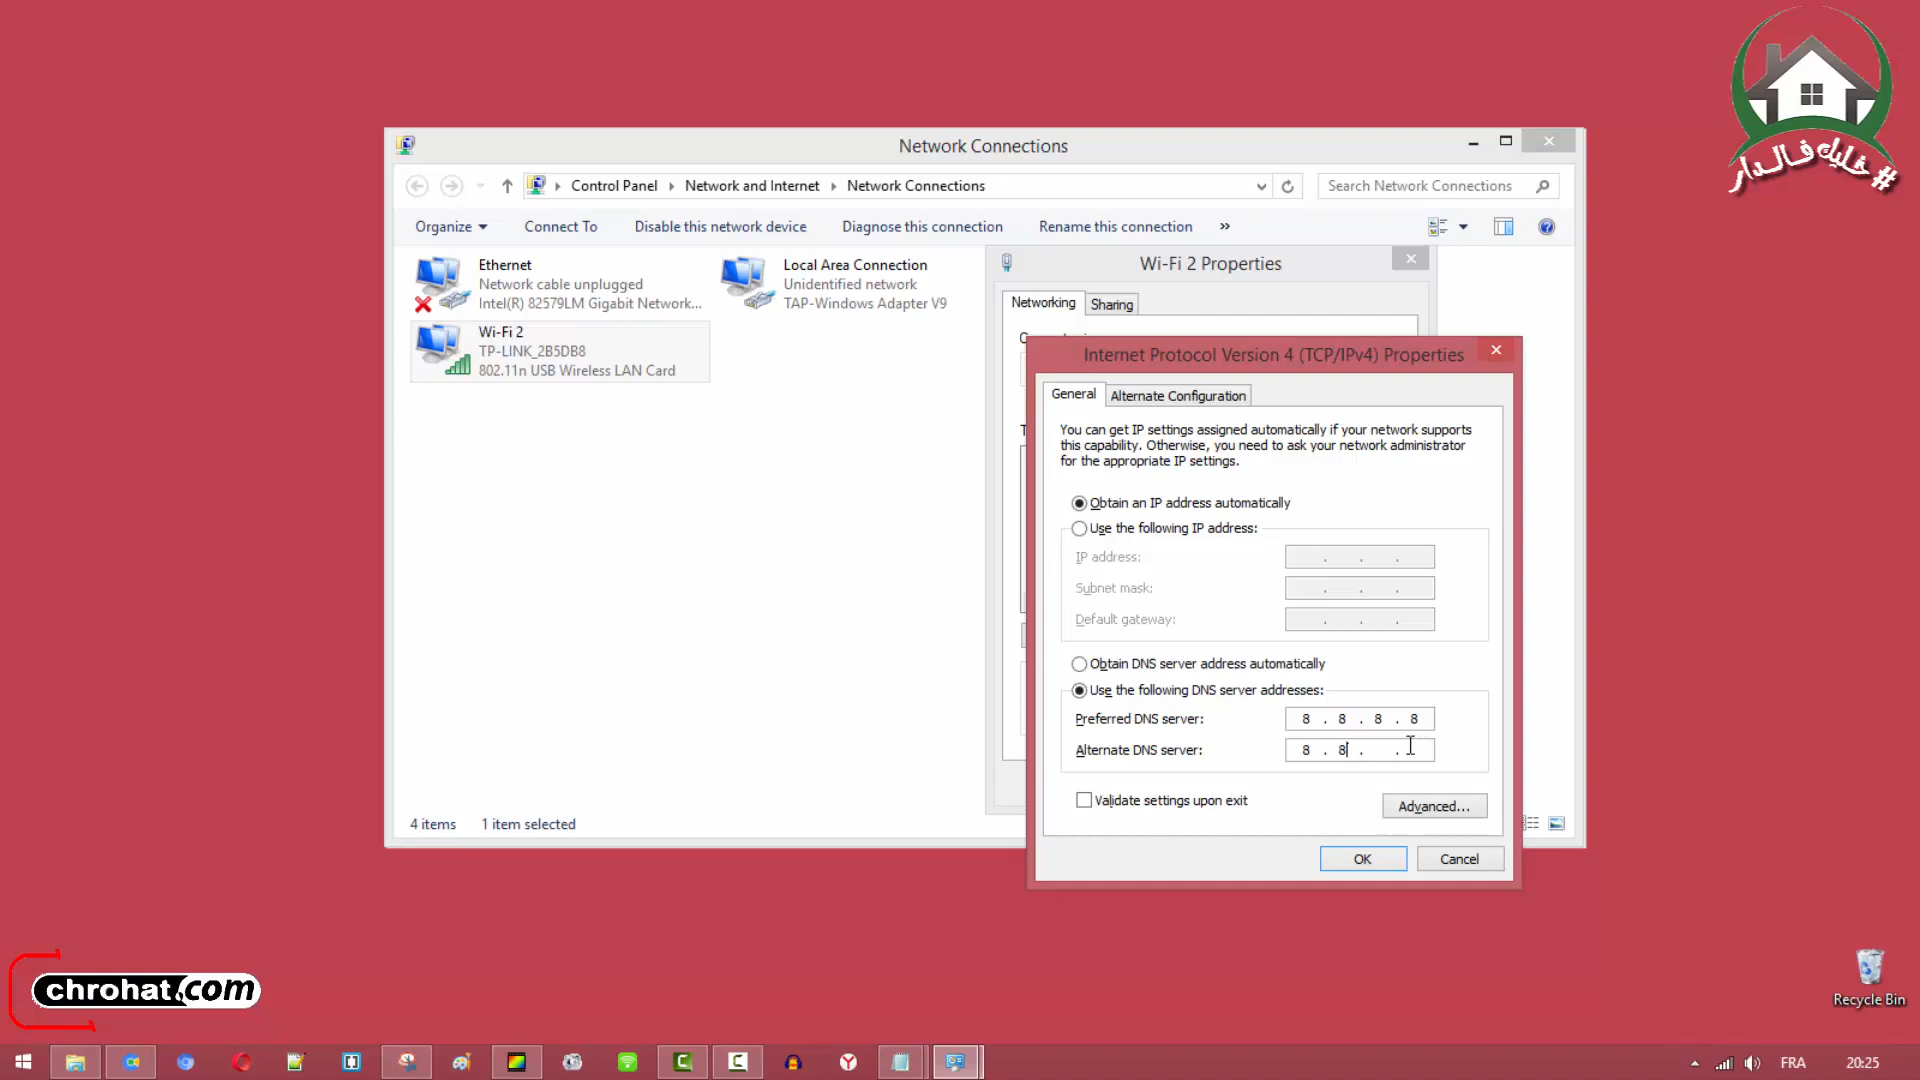 #خليك فالدار
Network Connections
Control Panel
Network and Internet
Network Connections
Search Network Connections
Organize
Connect To
Disable this network device
Diagnose this connection
Rename this connection
»
Ethernet
Network cable unplugged
Intel(R) 82579LM Gigabit Network...
Local Area Connection
Unidentified network
TAP-Windows Adapter V9
Wi-Fi 2
TP-LINK_2B5DB8
802.11n USB Wireless LAN Card
Wi-Fi 2 Properties
Networking
Sharing
Internet Protocol Version 4 (TCP/IPv4) Properties
General
Alternate Configuration
You can get IP settings assigned automatically if your network supports
this capability. Otherwise, you need to ask your network administrator
for the appropriate IP settings.
Obtain an IP address automatically
Use the following IP address:
IP address: . . .
Subnet mask: . . .
Default gateway: . . .
Obtain DNS server address automatically
Use the following DNS server addresses:
Preferred DNS server: 8 . 8 . 8 . 8
Alternate DNS server: 8 . 8 . .
Validate settings upon exit
Advanced...
OK
Cancel
4 items
1 item selected
chrohat.com
Recycle Bin
FRA
20:25